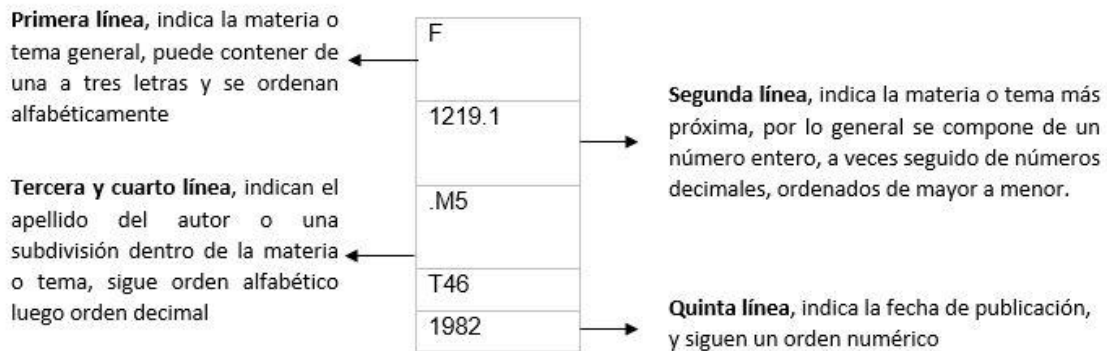 Primera línea, indica la materia o
tema general, puede contener de
una a tres letras y se ordenan
alfabéticamente
F
1219.1
Segunda línea, indica la materia o tema más
próxima, por lo general se compone de un
número entero, a veces seguido de números
decimales, ordenados de mayor a menor.
Tercera y cuarto línea, indican el
apellido del autor o una
subdivisión dentro de la materia
o tema, sigue orden alfabético
luego orden decimal
.M5
T46
1982
Quinta línea, indica la fecha de publicación,
y siguen un orden numérico